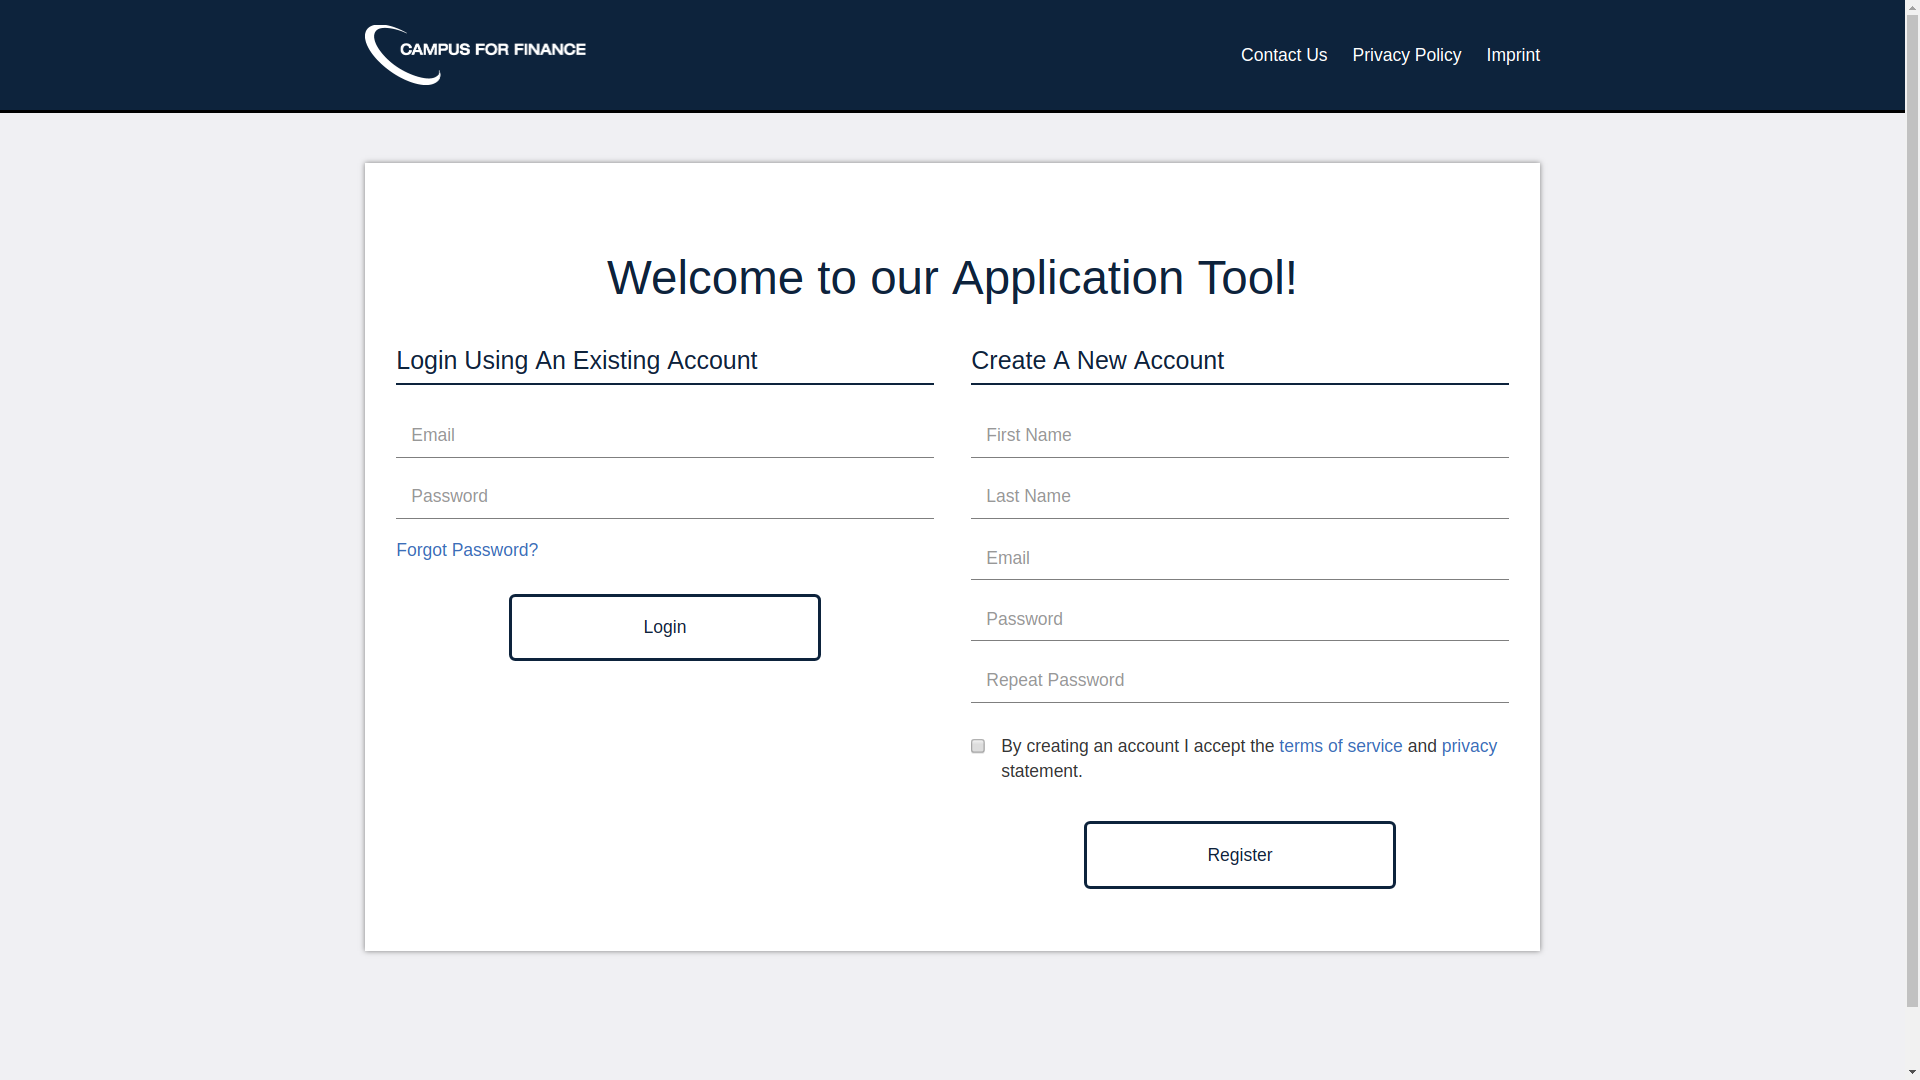 CAMPUS FOR FINANCE
Contact Us Privacy Policy Imprint
Welcome to our Application Tool!
Login Using An Existing Account
Email
Password
Forgot Password?
Login
Create A New Account
First Name
Last Name
Email
Password
Repeat Password
By creating an account I accept the terms of service and privacy
statement.
Register